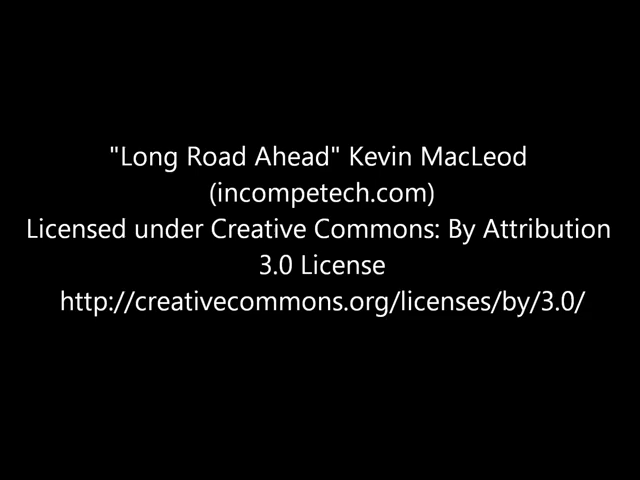 "Long Road Ahead" Kevin MacLeod
(incompetech.com)
Licensed under Creative Commons: By Attribution
3.0 License
http://creativecommons.org/licenses/by/3.0/